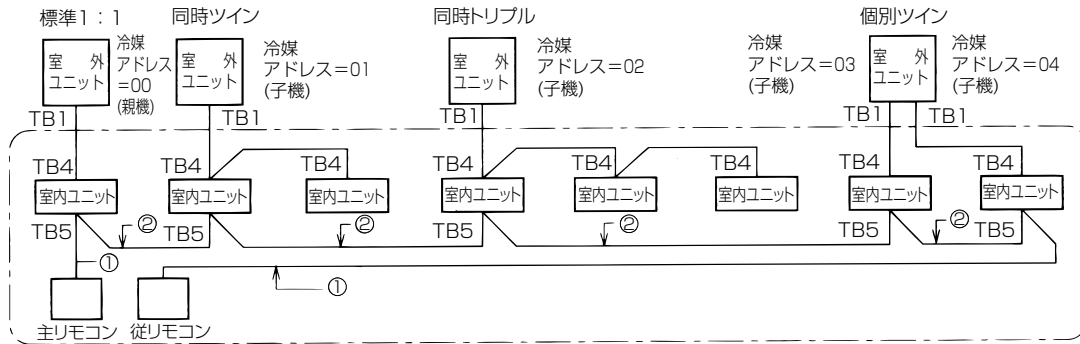 標準1：1
同時ツイン
同時トリプル
個別ツイン
室 外
ユニット
冷媒
アドレス
=00
(親機)
室 外
ユニット
冷媒
アドレス=01
(子機)
室 外
ユニット
冷媒
アドレス=02
(子機)
冷媒
アドレス=03
(子機)
室 外
ユニット
冷媒
アドレス=04
(子機)
TB1
TB1
TB1
TB1
TB1
TB4
TB4
TB4
TB4
TB4
TB4
TB4
室内ユニット
室内ユニット
室内ユニット
室内ユニット
室内ユニット
室内ユニット
室内ユニット
室内ユニット
TB5
②
TB5
②
TB5
②
TB5
②
TB5
①
①
主リモコン
従リモコン